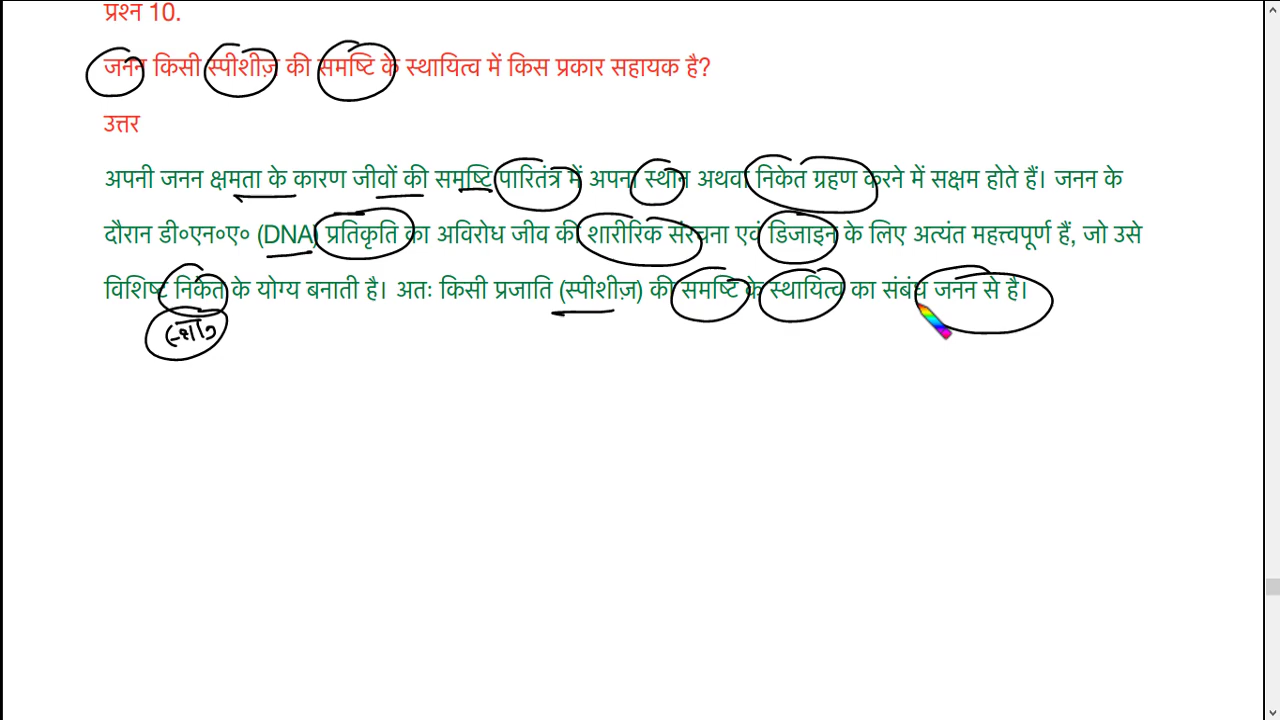 प्रश्न 10.
जनन किसी स्पीशीज़ की समष्टि के स्थायित्व में किस प्रकार सहायक है?
उत्तर
अपनी जनन क्षमता के कारण जीवों की समष्टि पारितंत्र में अपना स्थान अथवा निकेत ग्रहण करने में सक्षम होते हैं। जनन के
दौरान डी॰एन॰ए॰ (DNA) प्रतिकृति का अविरोध जीव की शारीरिक संरचना एवं डिजाइन के लिए अत्यंत महत्त्वपूर्ण हैं, जो उसे
विशिष्ट निकेत के योग्य बनाती है। अतः किसी प्रजाति (स्पीशीज़) की समष्टि के स्थायित्व का संबंध जनन से है।